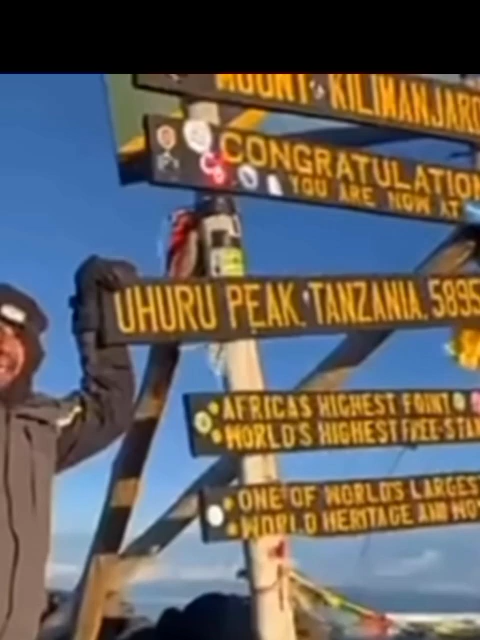 MOUNT KILIMANJARO
CONGRATULATION
YOU ARE NOW AT
UHURU PEAK, TANZANIA, 5895
AFRICA'S HIGHEST POINT
WORLD'S HIGHEST FREE-STAN
ONE OF WORLD'S LARGEST
WORLD HERITAGE AND WO